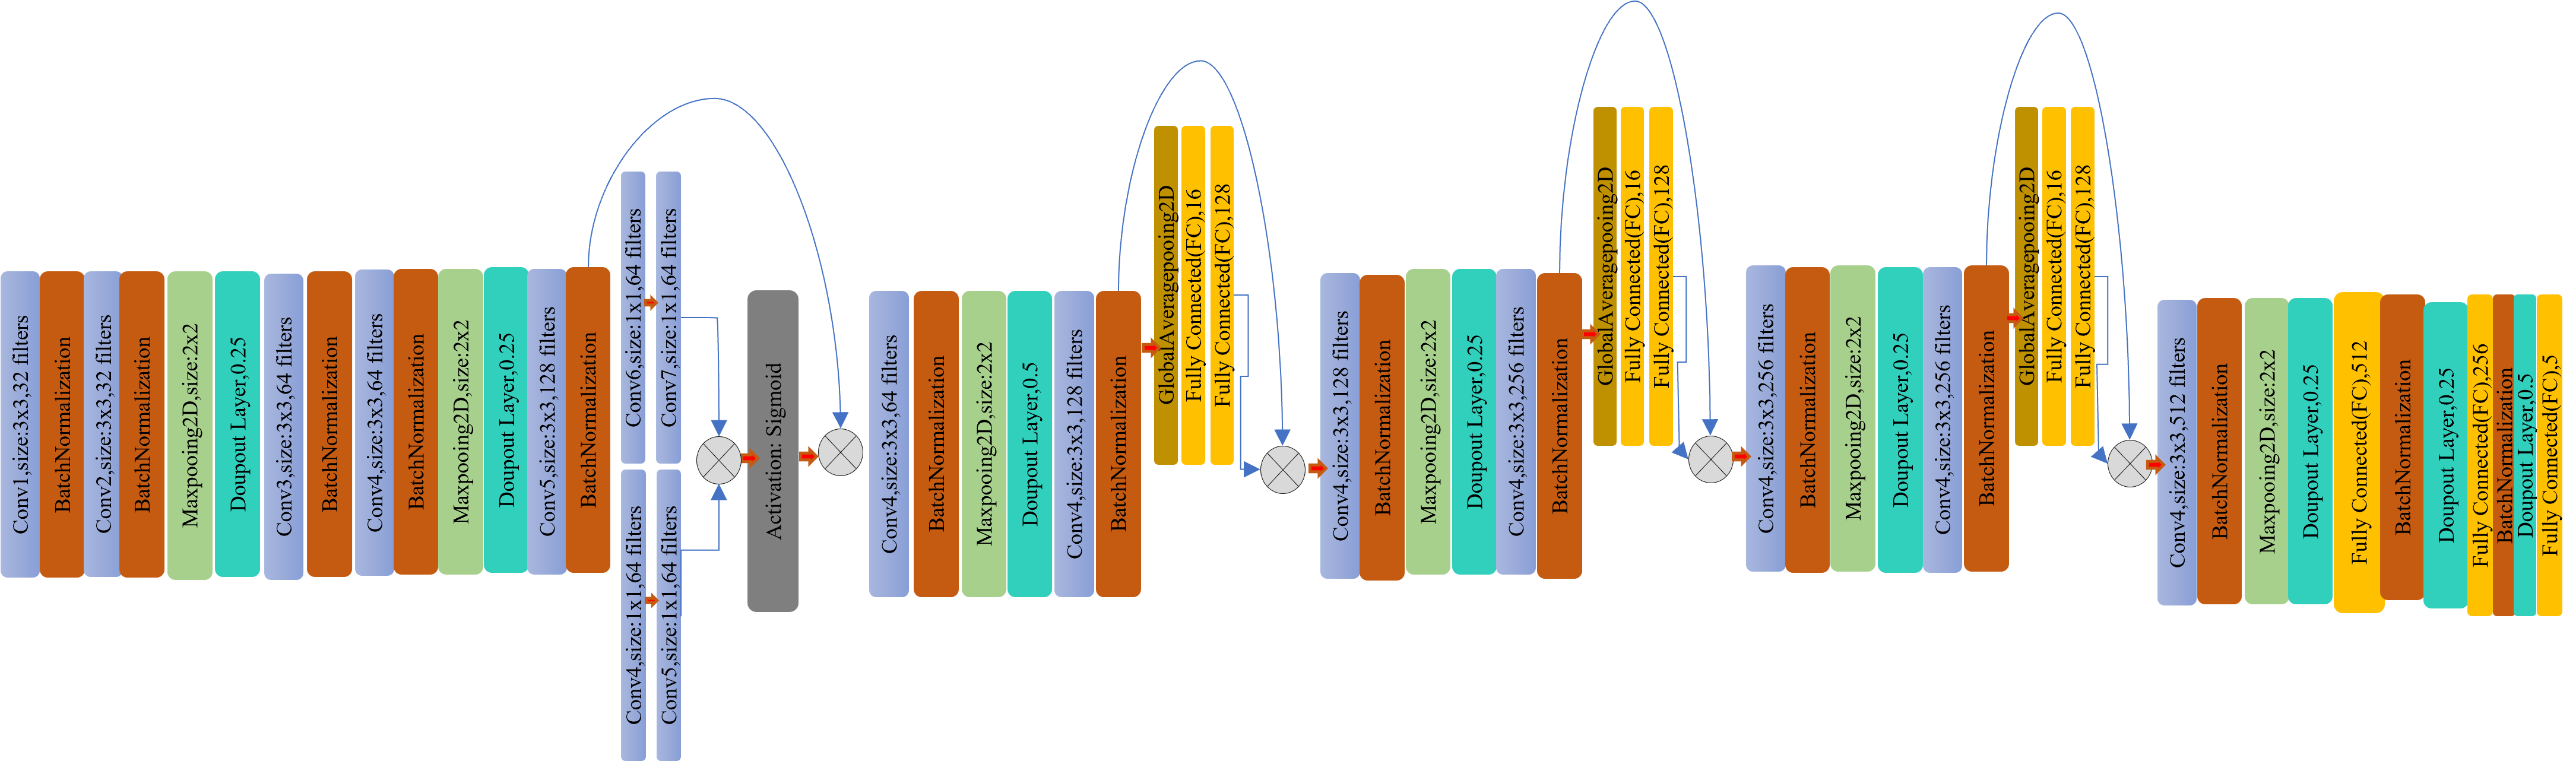 Conv1,size:3x3,32 filters
BatchNormalization
Conv2,size:3x3,32 filters
BatchNormalization
Maxpooing2D,size:2x2
Doupout Layer,0.25
Conv3,size:3x3,64 filters
BatchNormalization
Conv4,size:3x3,64 filters
BatchNormalization
Maxpooing2D,size:2x2
Doupout Layer,0.25
Conv5,size:3x3,128 filters
BatchNormalization
Conv6,size:1x1,64 filters
Conv7,size:1x1,64 filters
Conv4,size:1x1,64 filters
Conv5,size:1x1,64 filters
Activation: Sigmoid
Conv4,size:3x3,64 filters
BatchNormalization
Maxpooing2D,size:2x2
Doupout Layer,0.5
Conv4,size:3x3,128 filters
BatchNormalization
GlobalAveragepooing2D
Fully Connected(FC),16
Fully Connected(FC),128
Conv4,size:3x3,128 filters
BatchNormalization
Maxpooing2D,size:2x2
Doupout Layer,0.25
Conv4,size:3x3,256 filters
BatchNormalization
GlobalAveragepooing2D
Fully Connected(FC),16
Fully Connected(FC),128
Conv4,size:3x3,256 filters
BatchNormalization
Maxpooing2D,size:2x2
Doupout Layer,0.25
Conv4,size:3x3,256 filters
BatchNormalization
GlobalAveragepooing2D
Fully Connected(FC),16
Fully Connected(FC),128
Conv4,size:3x3,512 filters
BatchNormalization
Maxpooing2D,size:2x2
Doupout Layer,0.25
Fully Connected(FC),512
BatchNormalization
Doupout Layer,0.25
Fully Connected(FC),256
BatchNormalization
Doupout Layer,0.5
Fully Connected(FC),5